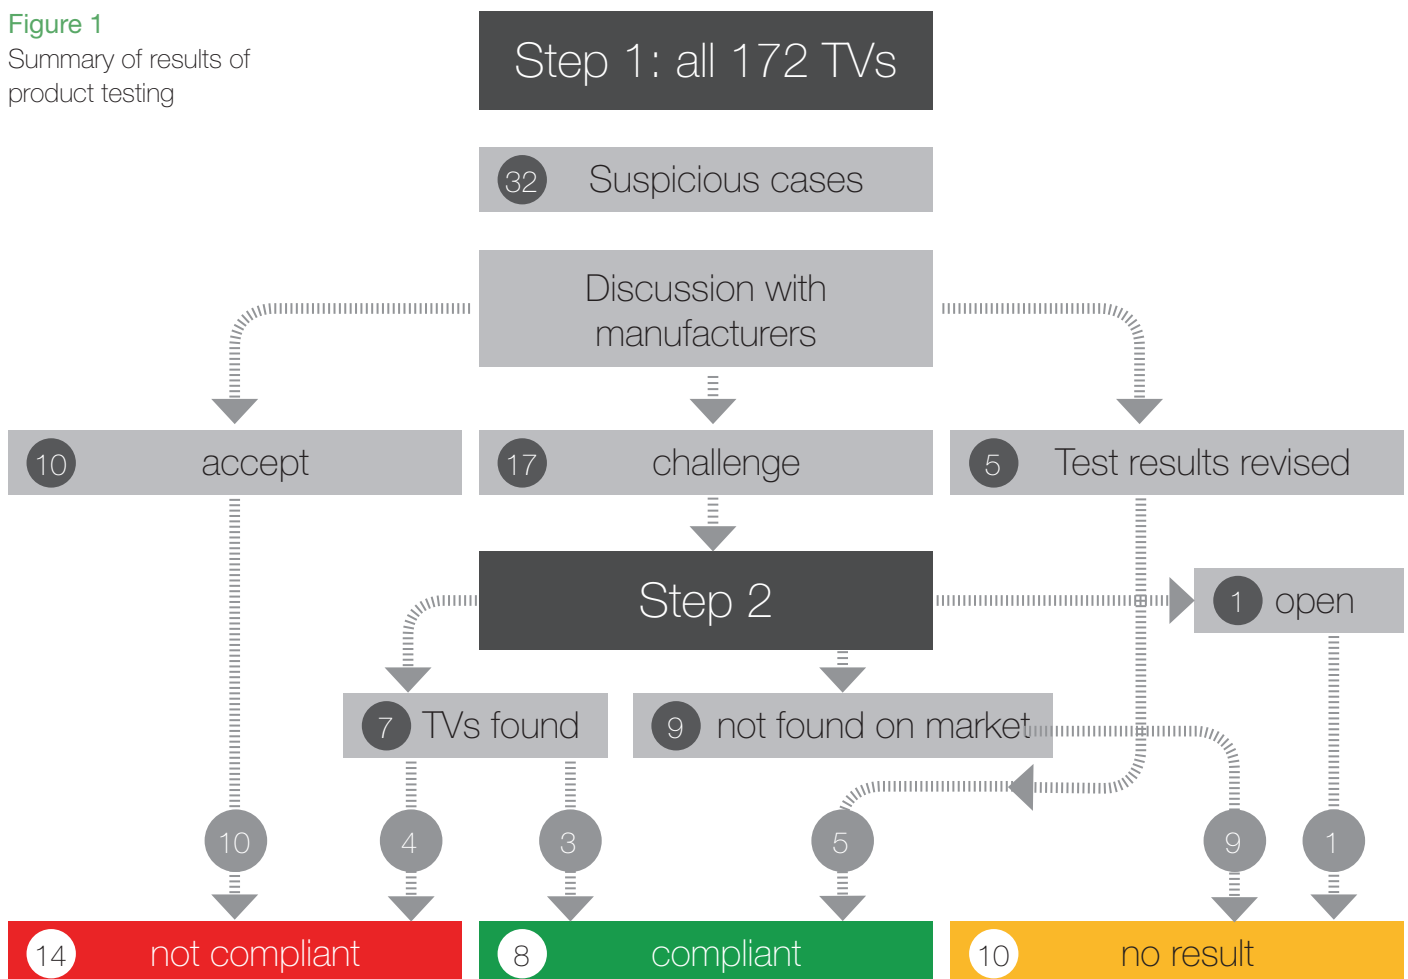 Figure 1
Summary of results of
product testing
Step 1: all 172 TVs
32 Suspicious cases
Discussion with
manufacturers
10 accept
17 challenge
5 Test results revised
Step 2
1 open
7 TVs found
9 not found on market
10
4
3
5
9
1
14 not compliant
8 compliant
10 no result